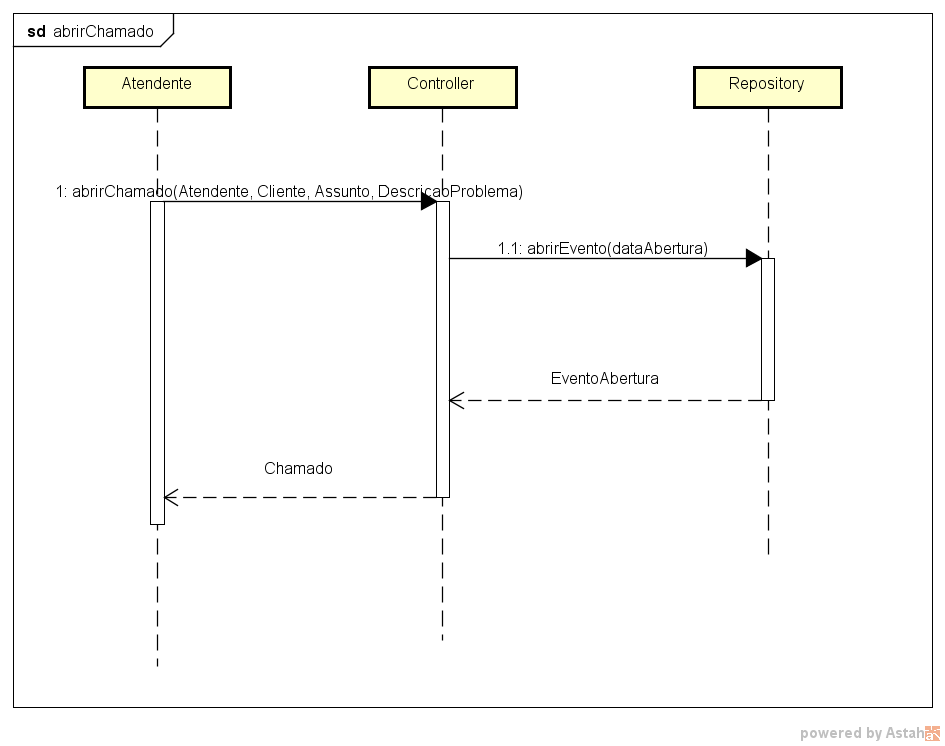 sd abrirChamado
Atendente
Controller
Repository
1: abrirChamado(Atendente, Cliente, Assunto, DescricaoProblema)
1.1: abrirEvento(dataAbertura)
EventoAbertura
Chamado
powered by Astah